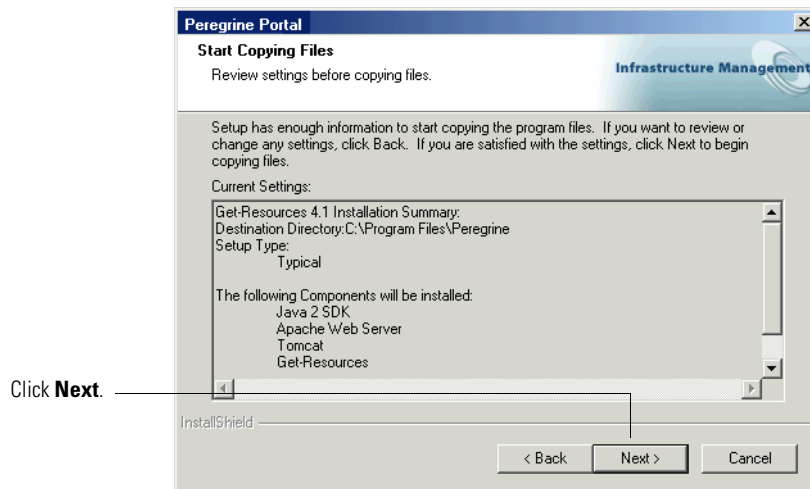 Peregrine Portal
Start Copying Files
Review settings before copying files.
Infrastructure Management
Setup has enough information to start copying the program files. If you want to review or
change any settings, click Back. If you are satisfied with the settings, click Next to begin
copying files.
Current Settings:
Get-Resources 4.1 Installation Summary:
Destination Directory:C:\Program Files\Peregrine
Setup Type:
Typical
The following Components will be installed:
Java 2 SDK
Apache Web Server
Tomcat
Get-Resources
Click Next.
InstallShield
< Back
Next >
Cancel